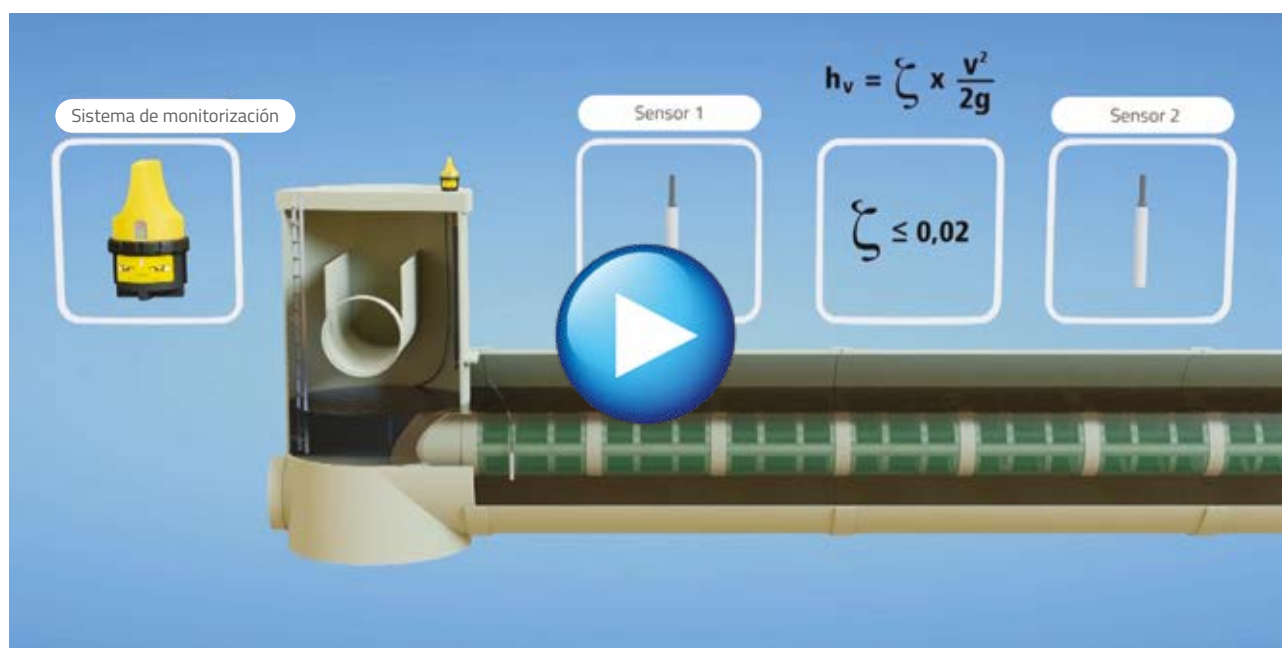 Sistema de monitorización
Sensor 1
hᵥ = ζ x v²/2g
Sensor 2
ζ ≤ 0,02